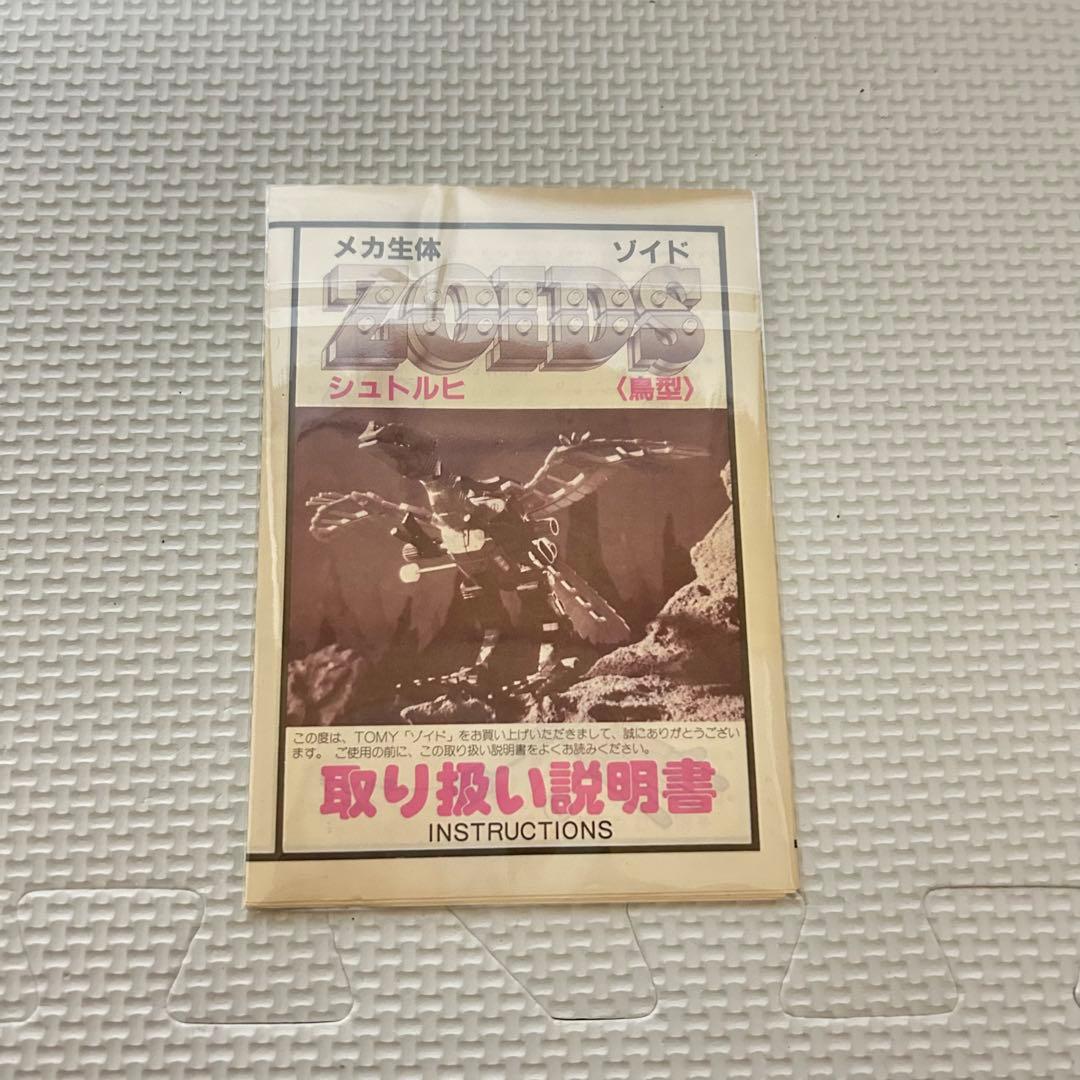 メカ生体 ゾイド
ZOIDS
シュトルヒ 〈鳥型〉
この度は、TOMY「ゾイド」をお買い上げいただきまして、誠にありがとうござい
ます。 ご使用の前に、この取り扱い説明書をよくお読みください。
取り扱い説明書
INSTRUCTIONS